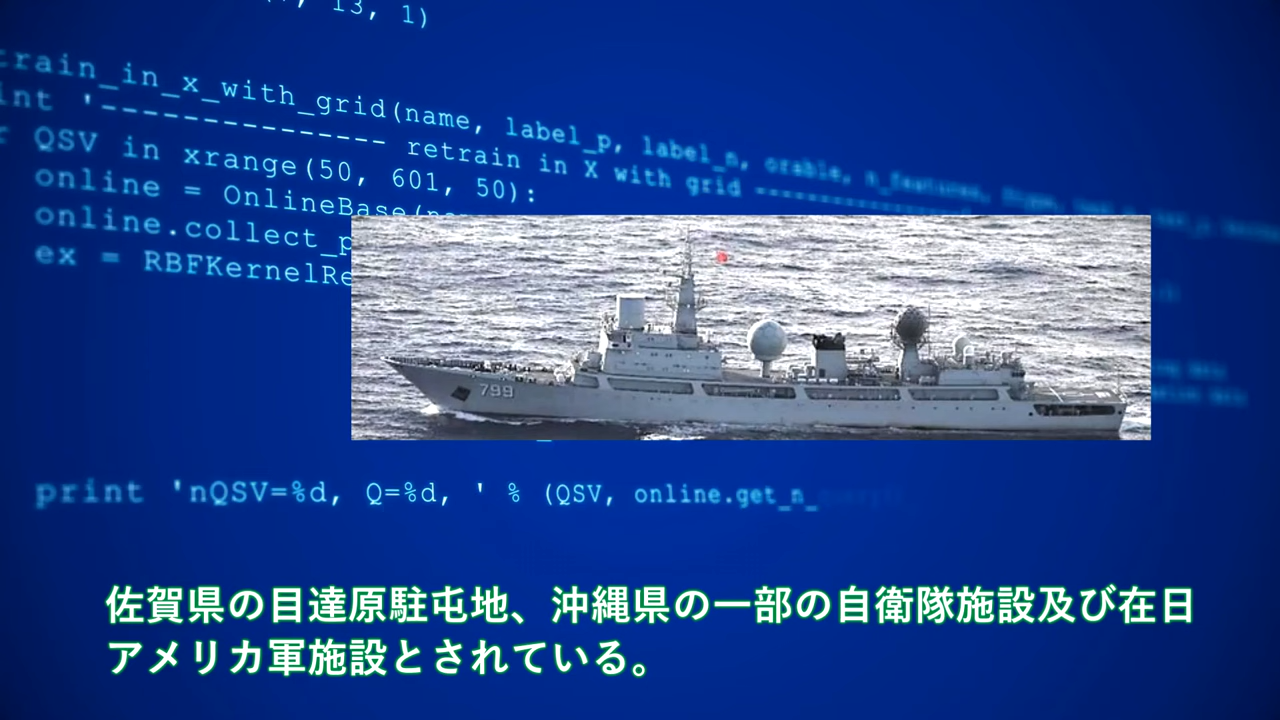 13, 1)
train_in_x_with_grid(name, label_p, label_n, orable, n_features,
int '-------------- retrain in X with grid --------------
r QSV in xrange(50, 601, 50):
online = OnlineBase(
online.collect_p
ex = RBFKernelRe
799
print 'nQSV=%d, Q=%d, ' % (QSV, online.get_n_
佐賀県の目達原駐屯地、沖縄県の一部の自衛隊施設及び在日
アメリカ軍施設とされている。